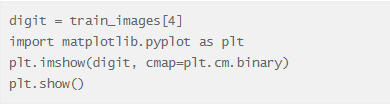 digit = train_images[4]
import matplotlib.pyplot as plt
plt.imshow(digit, cmap=plt.cm.binary)
plt.show()